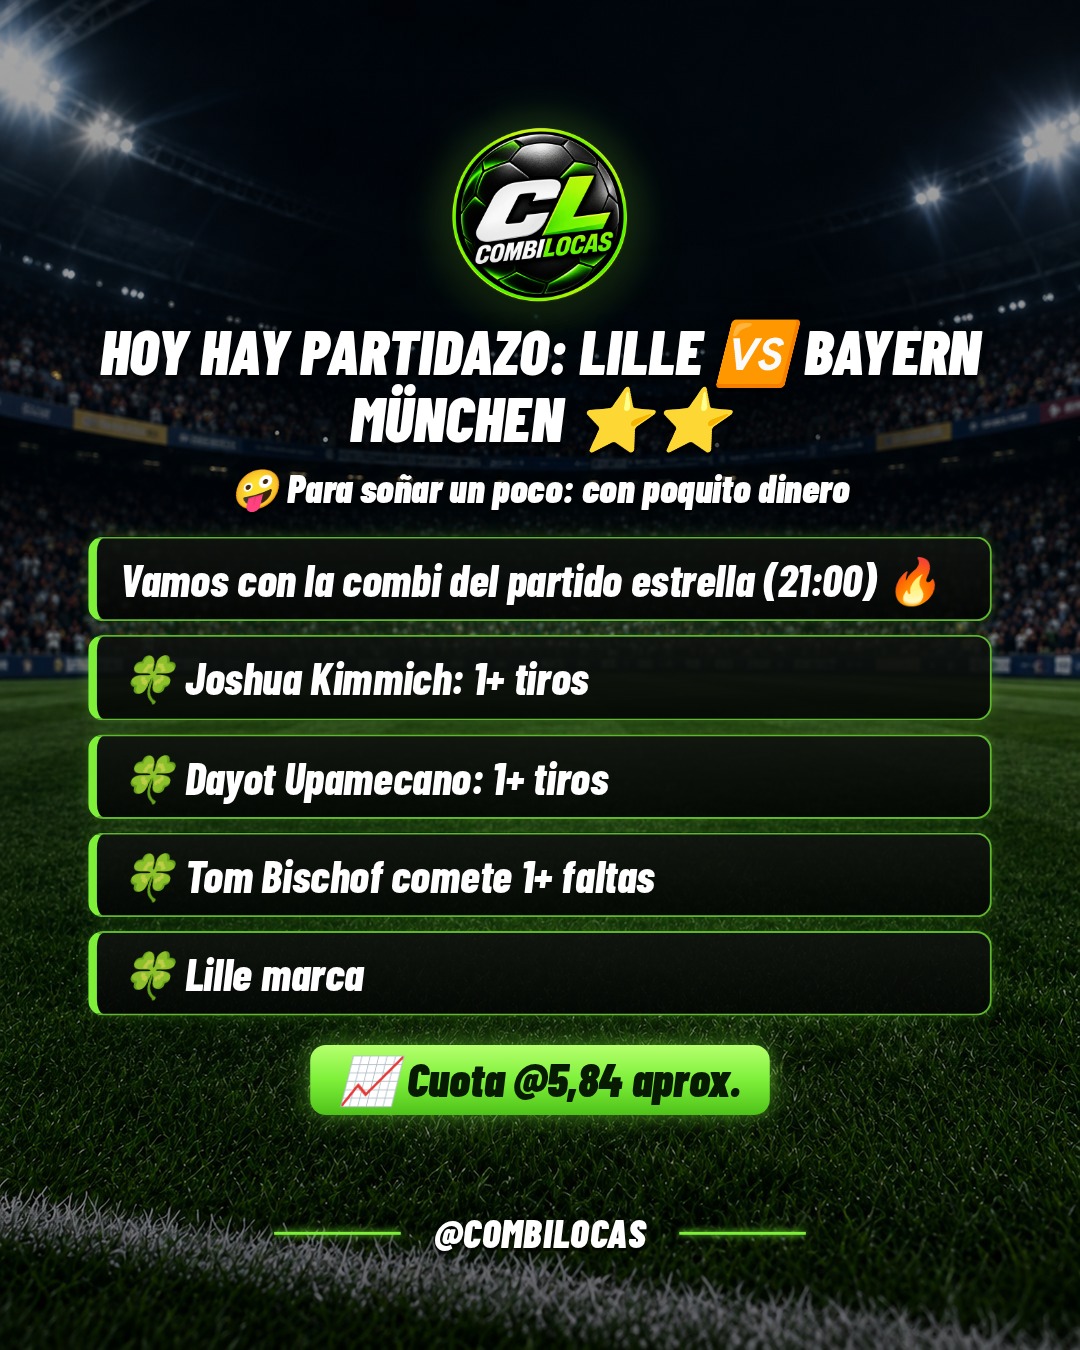 CL
COMBILOCAS
HOY HAY PARTIDAZO: LILLE 🆚 BAYERN
MÜNCHEN ⭐⭐
🤪 Para soñar un poco: con poquito dinero
Vamos con la combi del partido estrella (21:00) 🔥
🍀 Joshua Kimmich: 1+ tiros
🍀 Dayot Upamecano: 1+ tiros
🍀 Tom Bischof comete 1+ faltas
🍀 Lille marca
📈 Cuota @5,84 aprox.
@COMBILOCAS